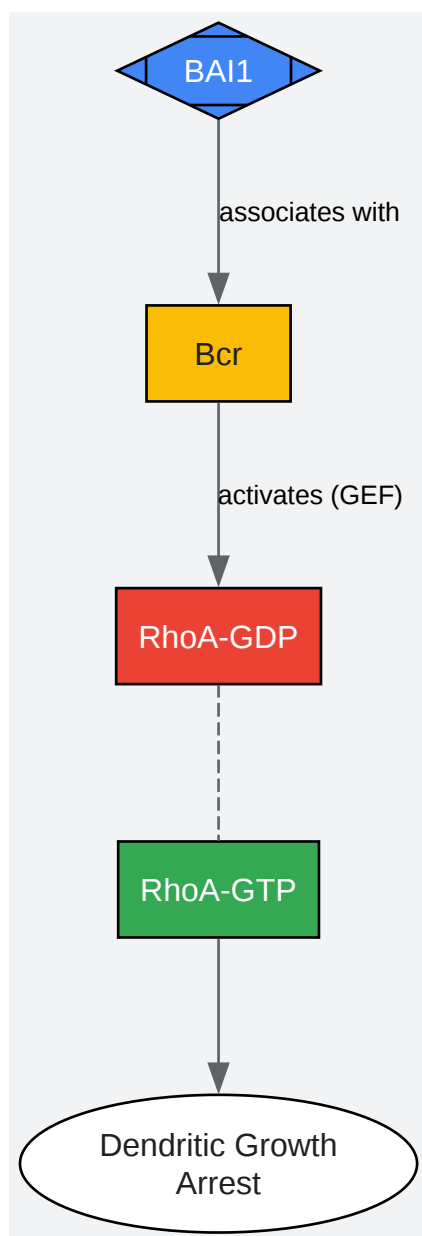 BAI1
associates with
Bcr
activates (GEF)
RhoA-GDP
RhoA-GTP
Dendritic Growth
Arrest